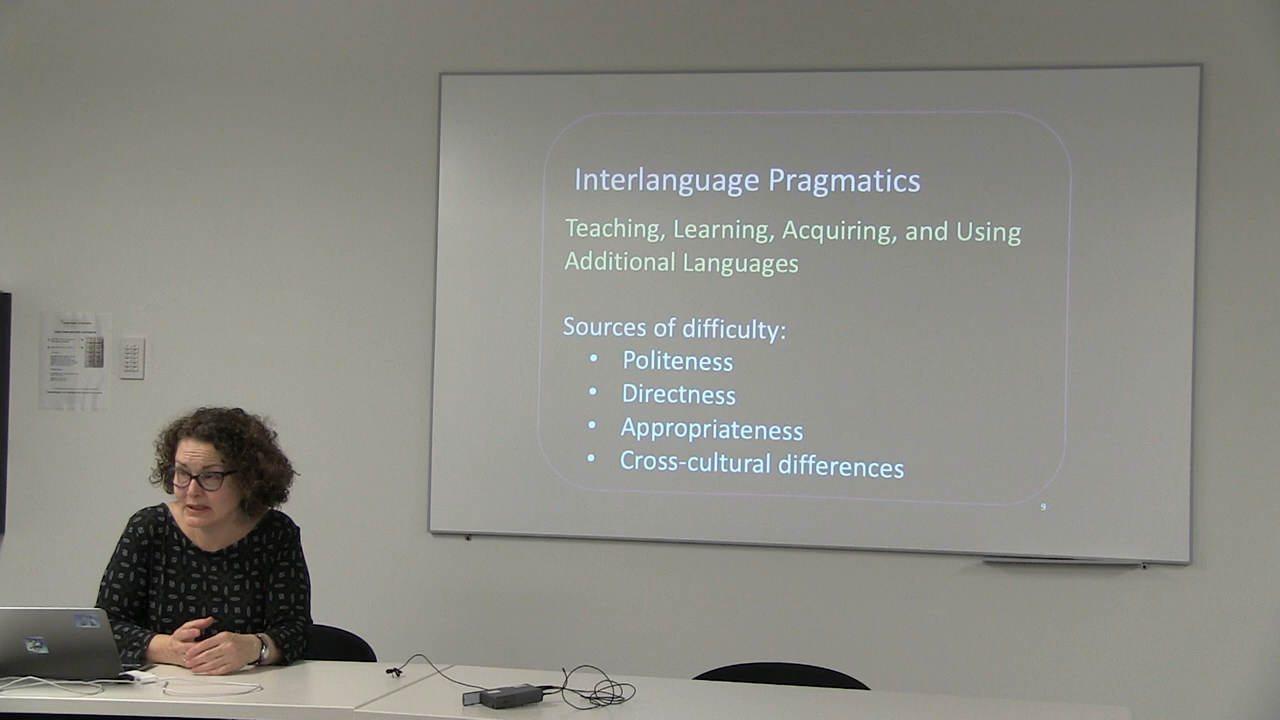 Interlanguage Pragmatics
Teaching, Learning, Acquiring, and Using
Additional Languages
Sources of difficulty:
• Politeness
• Directness
• Appropriateness
• Cross-cultural differences
9